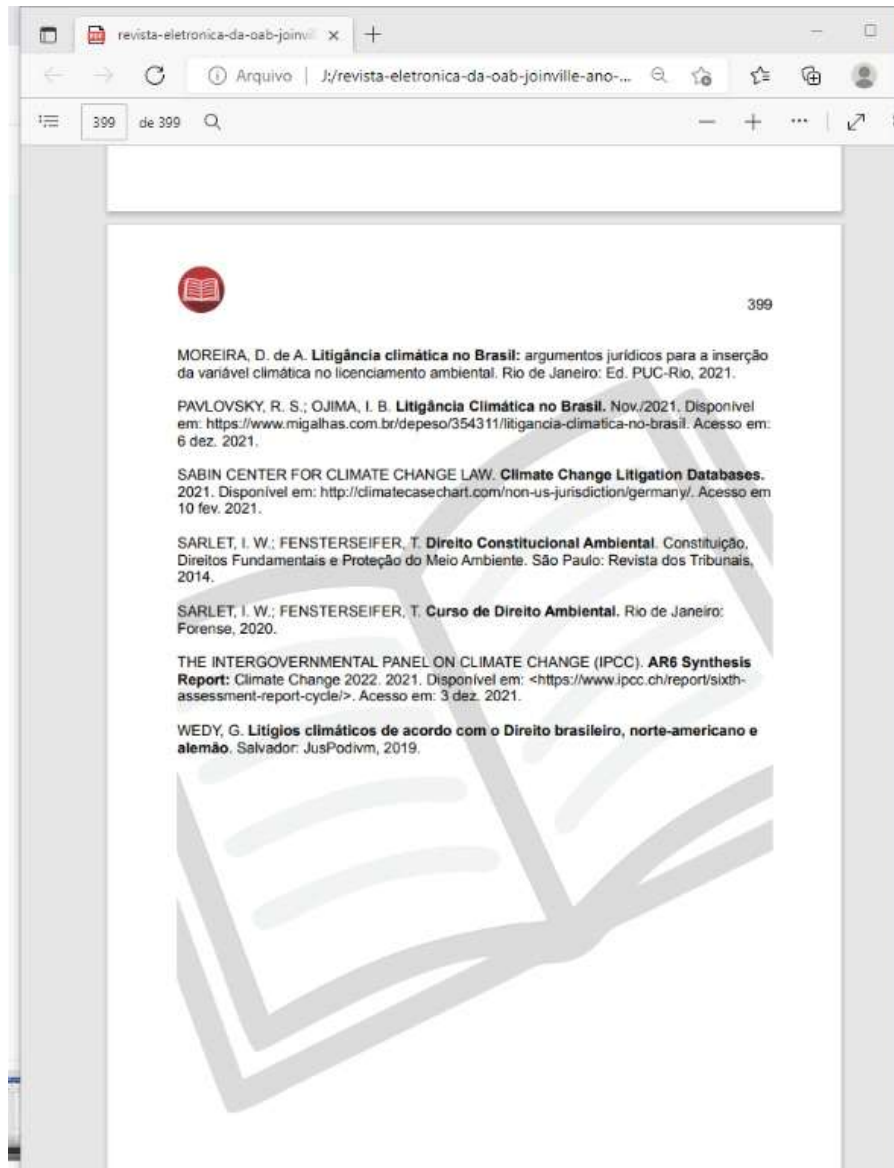 revista-eletronica-da-oab-joinvil
Arquivo | J:/revista-eletronica-da-oab-joinville-ano-...
399 de 399
399
MOREIRA, D. de A. Litigância climática no Brasil: argumentos jurídicos para a inserção
da variável climática no licenciamento ambiental. Rio de Janeiro: Ed. PUC-Rio, 2021.
PAVLOVSKY, R. S.; OJIMA, I. B. Litigância Climática no Brasil. Nov./2021. Disponível
em: https://www.migalhas.com.br/depeso/354311/litigancia-climatica-no-brasil. Acesso em:
6 dez. 2021.
SABIN CENTER FOR CLIMATE CHANGE LAW. Climate Change Litigation Databases.
2021. Disponível em: http://climatecasechart.com/non-us-jurisdiction/germany/. Acesso em
10 fev. 2021.
SARLET, I. W.; FENSTERSEIFER, T. Direito Constitucional Ambiental. Constituição,
Direitos Fundamentais e Proteção do Meio Ambiente. São Paulo: Revista dos Tribunais,
2014.
SARLET, I. W.; FENSTERSEIFER, T. Curso de Direito Ambiental. Rio de Janeiro:
Forense, 2020.
THE INTERGOVERNMENTAL PANEL ON CLIMATE CHANGE (IPCC). AR6 Synthesis
Report: Climate Change 2022. 2021. Disponível em: <https://www.ipcc.ch/report/sixth-
assessment-report-cycle/>. Acesso em: 3 dez. 2021.
WEDY, G. Litígios climáticos de acordo com o Direito brasileiro, norte-americano e
alemão. Salvador: JusPodivm, 2019.